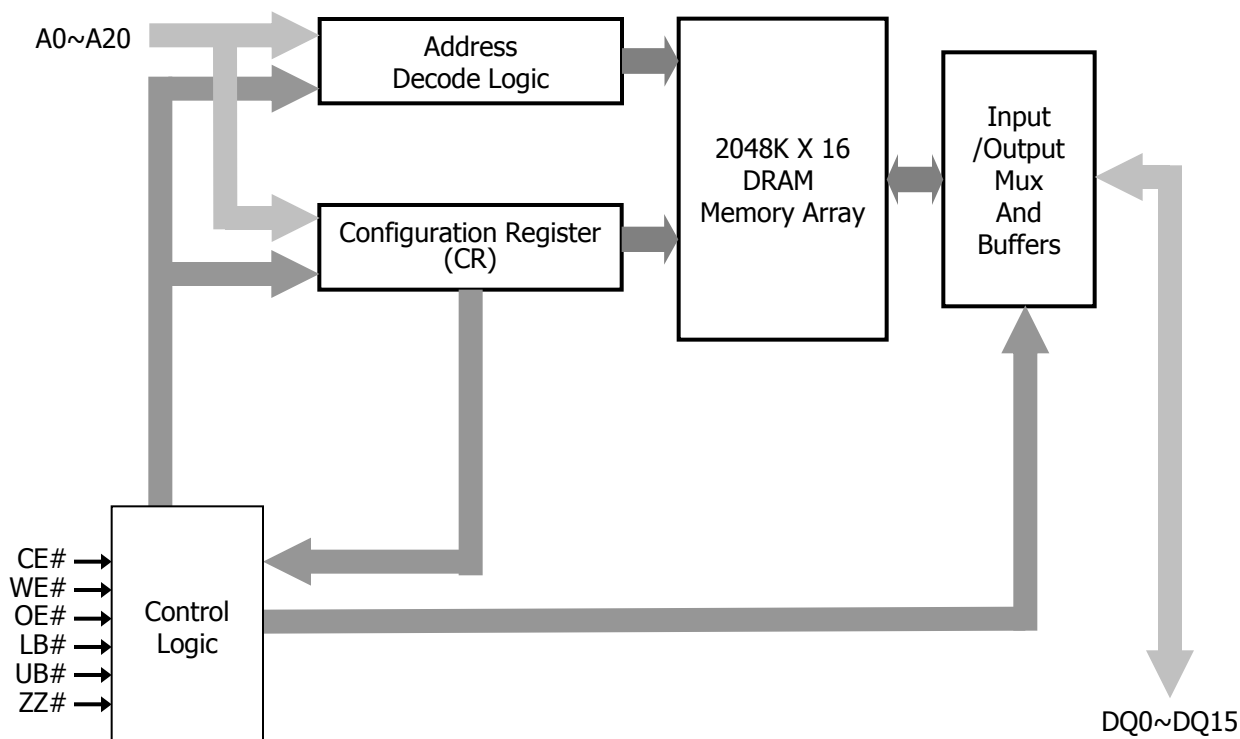 A0~A20
Address
Decode Logic
2048K X 16
DRAM
Memory Array
Input
/Output
Mux
And
Buffers
Configuration Register
(CR)
CE#
WE#
OE#
LB#
UB#
ZZ#
Control
Logic
DQ0~DQ15